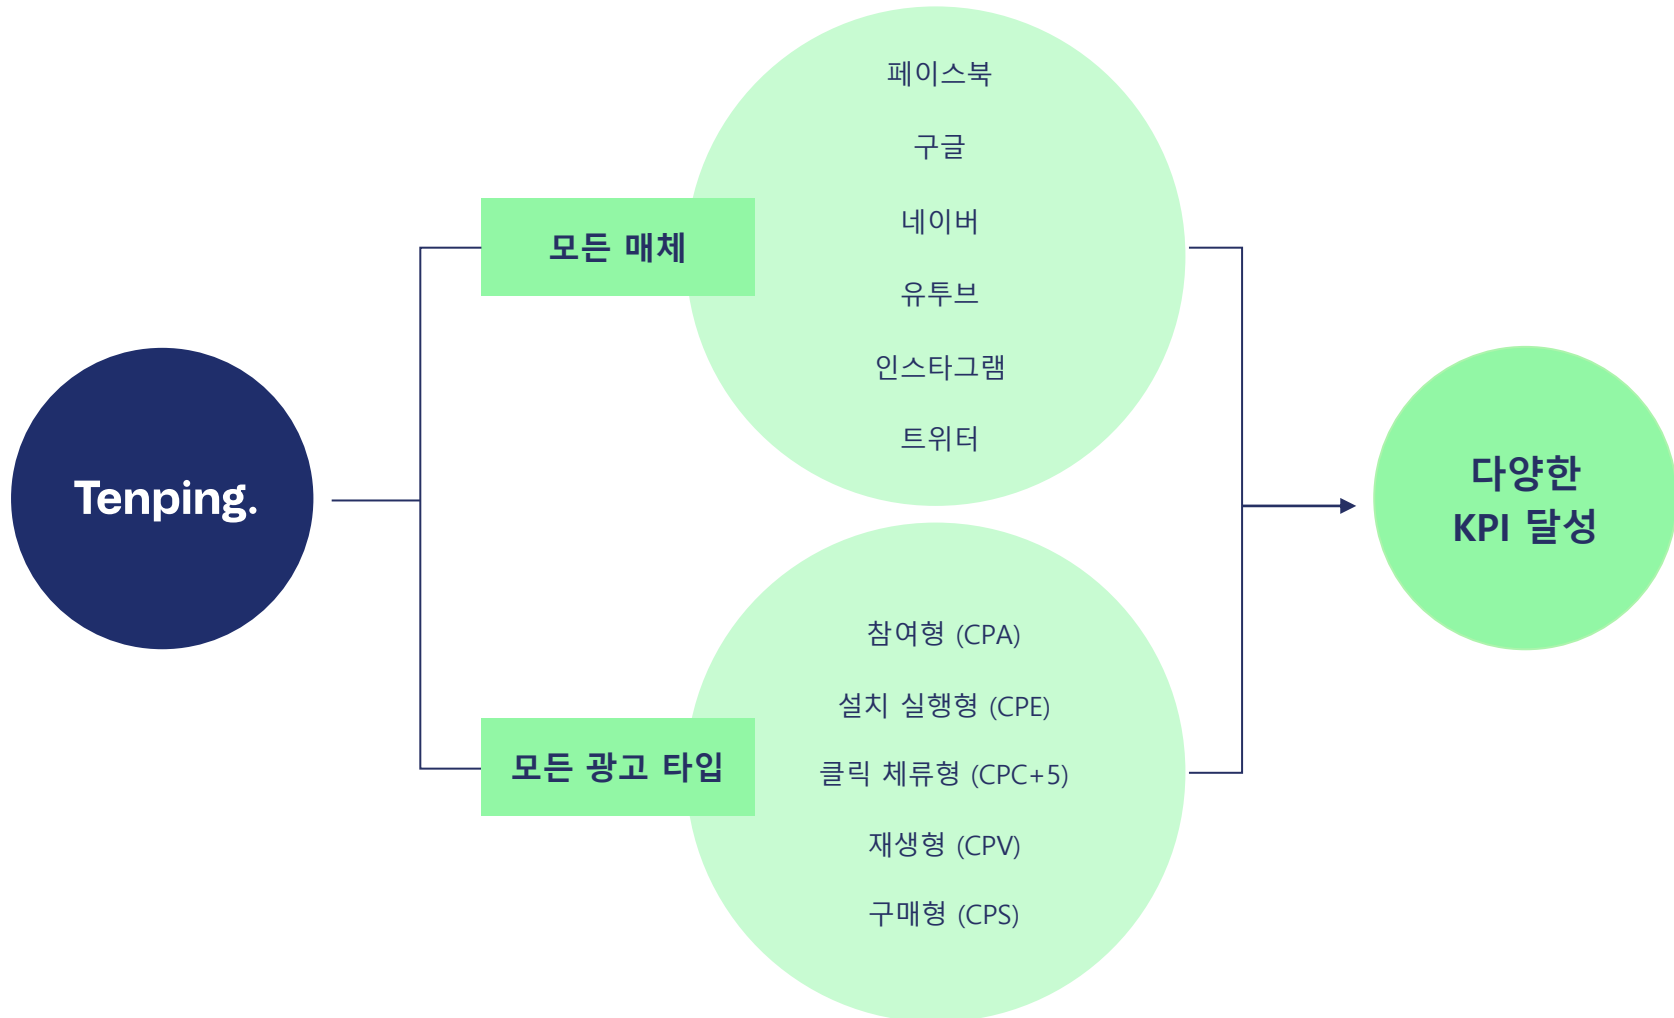 Tenping.
모든 매체
페이스북
구글
네이버
유투브
인스타그램
트위터
모든 광고 타입
참여형 (CPA)
설치 실행형 (CPE)
클릭 체류형 (CPC+5)
재생형 (CPV)
구매형 (CPS)
다양한
KPI 달성